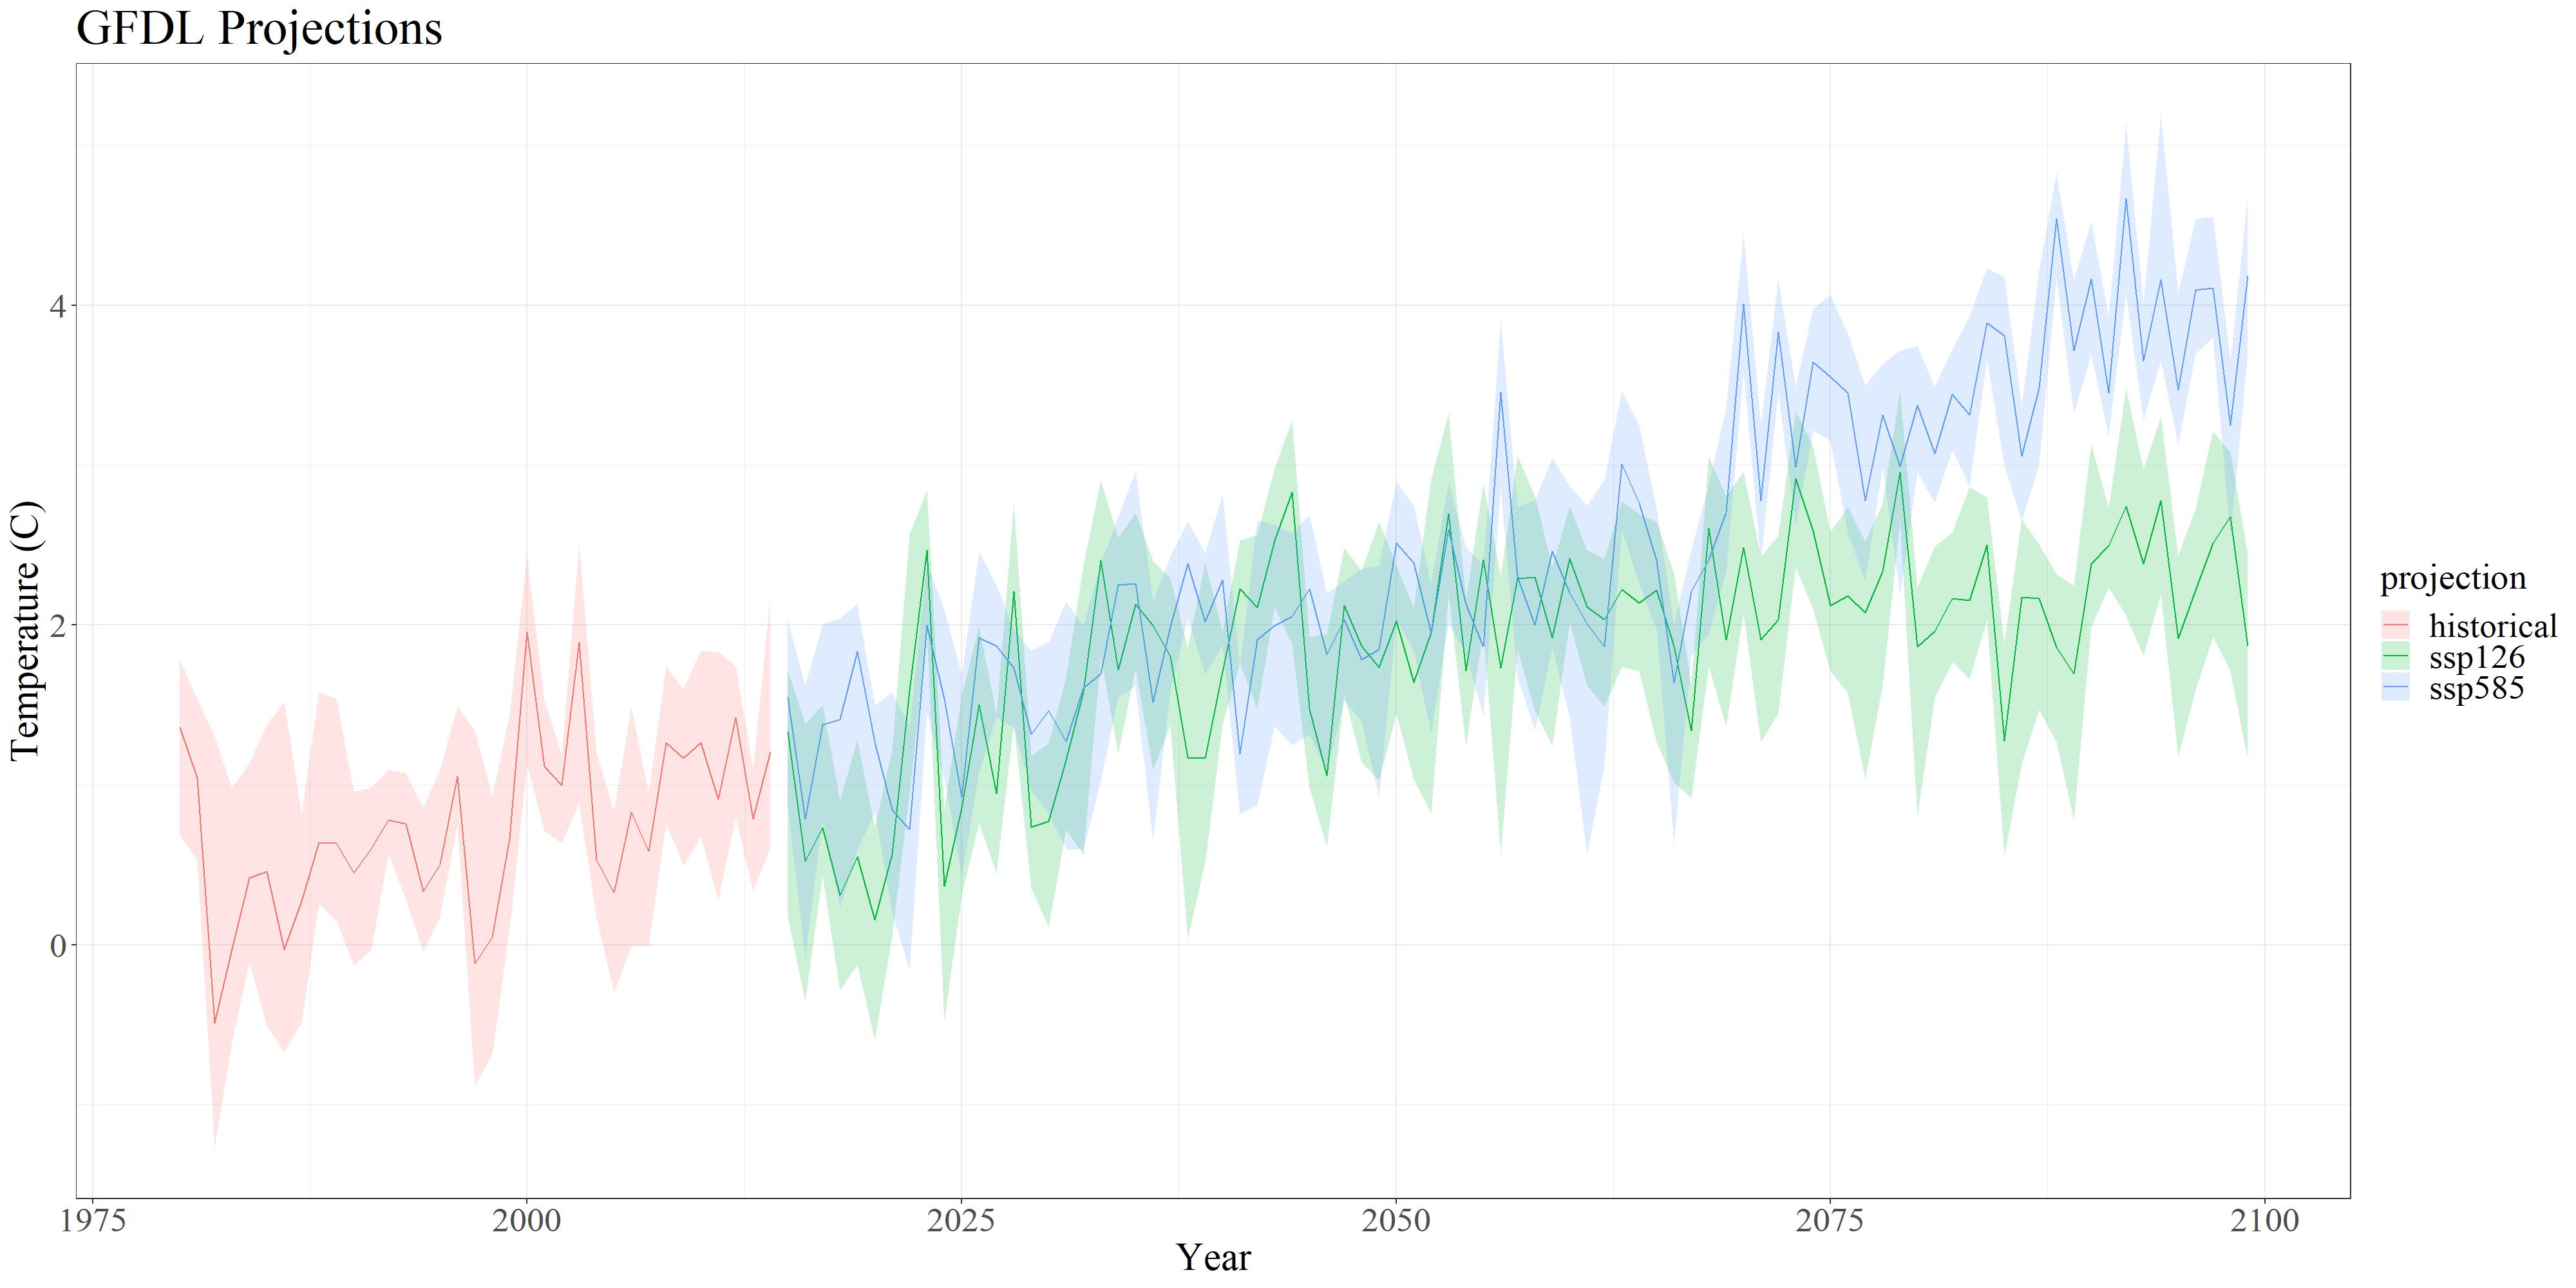 GFDL Projections
4
2
0
Temperature (C)
1975
2000
2025
2050
2075
2100
Year
projection
historical
ssp126
ssp585